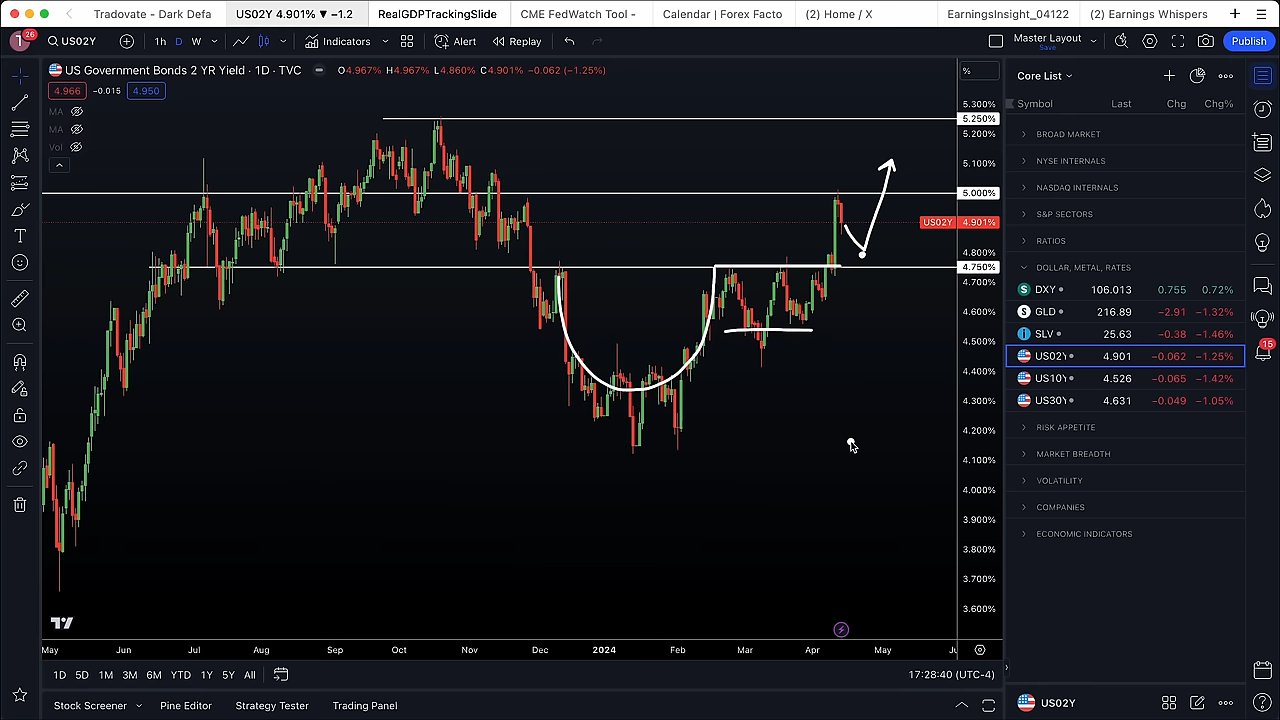 Tradovate - Dark Defa
US02Y 4.901% ▼ −1.2
RealGDPTrackingSlide
CME FedWatch Tool -
Calendar | Forex Facto
(2) Home / X
EarningsInsight_04122
(2) Earnings Whispers
26
US02Y
1h D W
Indicators
Alert
Replay
Master Layout
Save
Publish
US Government Bonds 2 YR Yield · 1D · TVC
O4.967% H4.967% L4.860% C4.901% −0.062 (−1.25%)
4.966 −0.015 4.950
MA
MA
Vol
%
5.300%
5.250%
5.200%
5.100%
5.000%
US02Y 4.901%
4.800%
4.750%
4.700%
4.600%
4.500%
4.400%
4.300%
4.200%
4.100%
4.000%
3.900%
3.800%
3.700%
3.600%
May Jun Jul Aug Sep Oct Nov Dec 2024 Feb Mar Apr May
1D 5D 1M 3M 6M YTD 1Y 5Y All
17:28:40 (UTC-4)
Stock Screener
Pine Editor
Trading Panel
Core List
Symbol Last Chg Chg%
BROAD MARKET
NYSE INTERNALS
NASDAQ INTERNALS
S&P SECTORS
RATIOS
DOLLAR, METAL, RATES
DXY 106.013 0.755 0.72%
GLD 216.89 −2.91 −1.32%
SLV 25.63 −0.38 −1.46%
US02Y 4.901 −0.062 −1.25%
US10Y 4.526 −0.065 −1.42%
US30Y 4.631 −0.049 −1.05%
RISK APPETITE
MARKET BREADTH
VOLATILITY
COMPANIES
ECONOMIC INDICATORS
US02Y
15